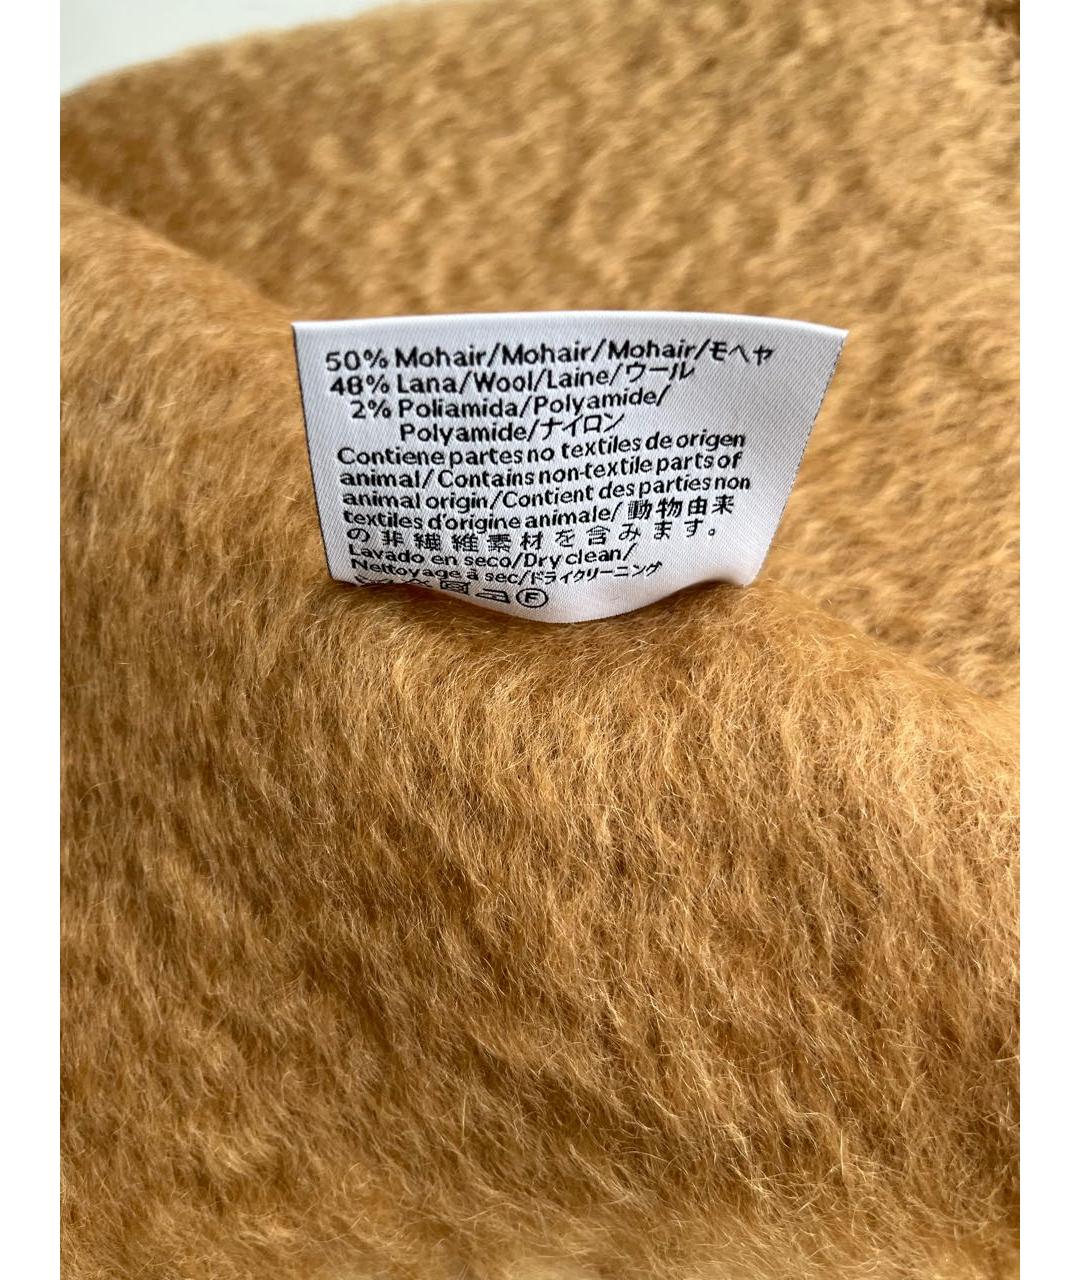 50% Mohair/Mohair/Mohair/モヘヤ
48% Lana/Wool/Laine/ウール
2% Poliamida/Polyamide/
Polyamide/ナイロン
Contiene partes no textiles de origen
animal/Contains non-textile parts of
animal origin/Contient des parties non
textiles d'origine animale/動物由来
の非繊維素材を含みます。
Lavado en seco/Dry clean/
Nettoyage à sec/ドライクリーニング
F